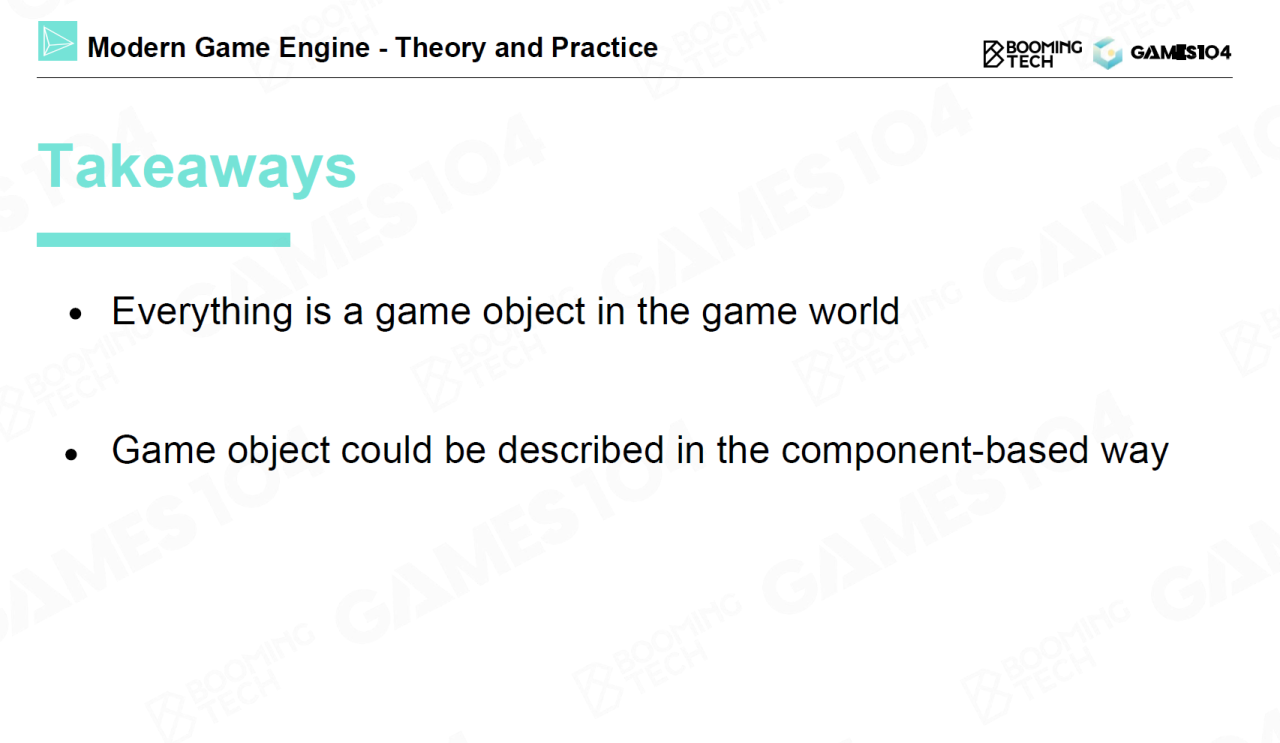 Modern Game Engine - Theory and Practice
BOOMING
TECH
GAMES104
Takeaways
• Everything is a game object in the game world
• Game object could be described in the component-based way